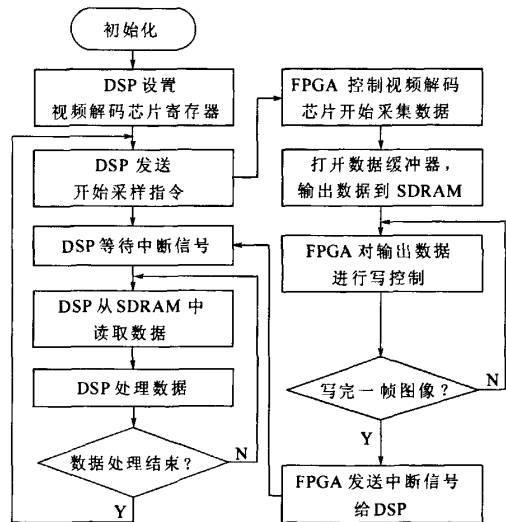 初始化
DSP 设置
视频解码芯片寄存器
DSP 发送
开始采样指令
DSP 等待中断信号
DSP 从 SDRAM 中
读取数据
DSP 处理数据
数据处理结束?
N
Y
FPGA 控制视频解码
芯片开始采集数据
打开数据缓冲器,
输出数据到 SDRAM
FPGA 对输出数据
进行写控制
写完一帧图像?
N
Y
FPGA 发送中断信号
给 DSP